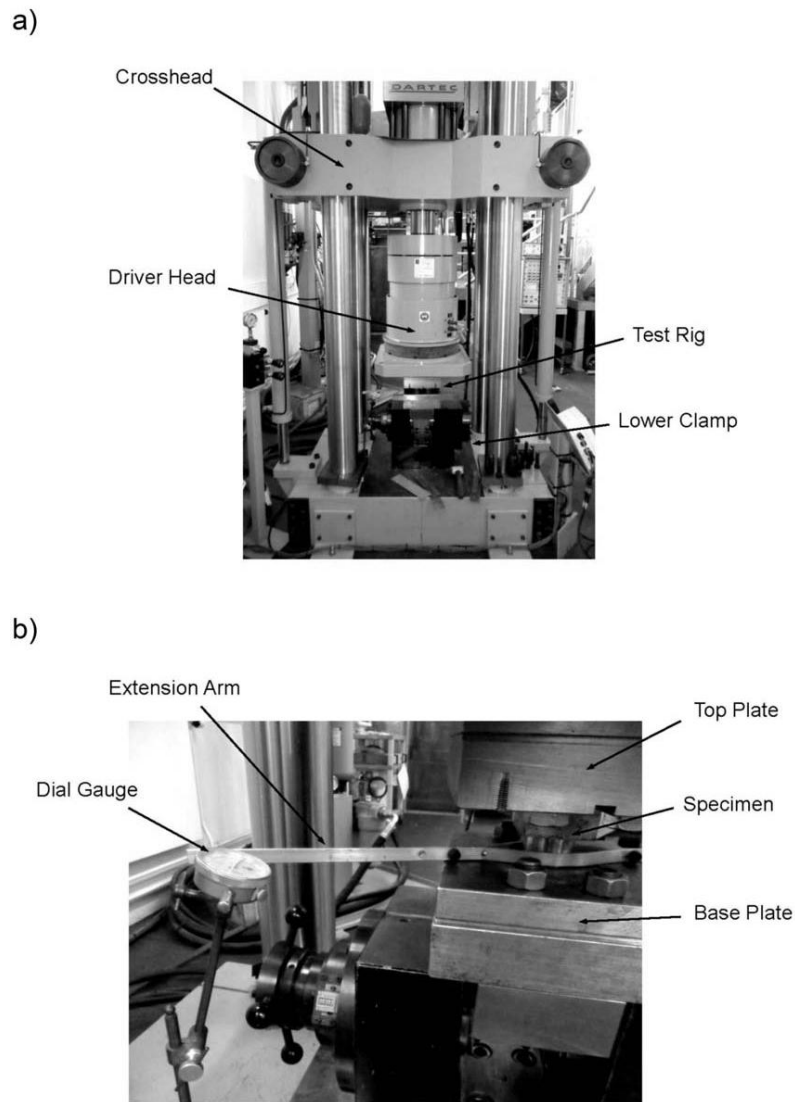 a)
DARTEC
Crosshead
Driver Head
Test Rig
Lower Clamp
b)
Extension Arm
Top Plate
Dial Gauge
Specimen
Base Plate